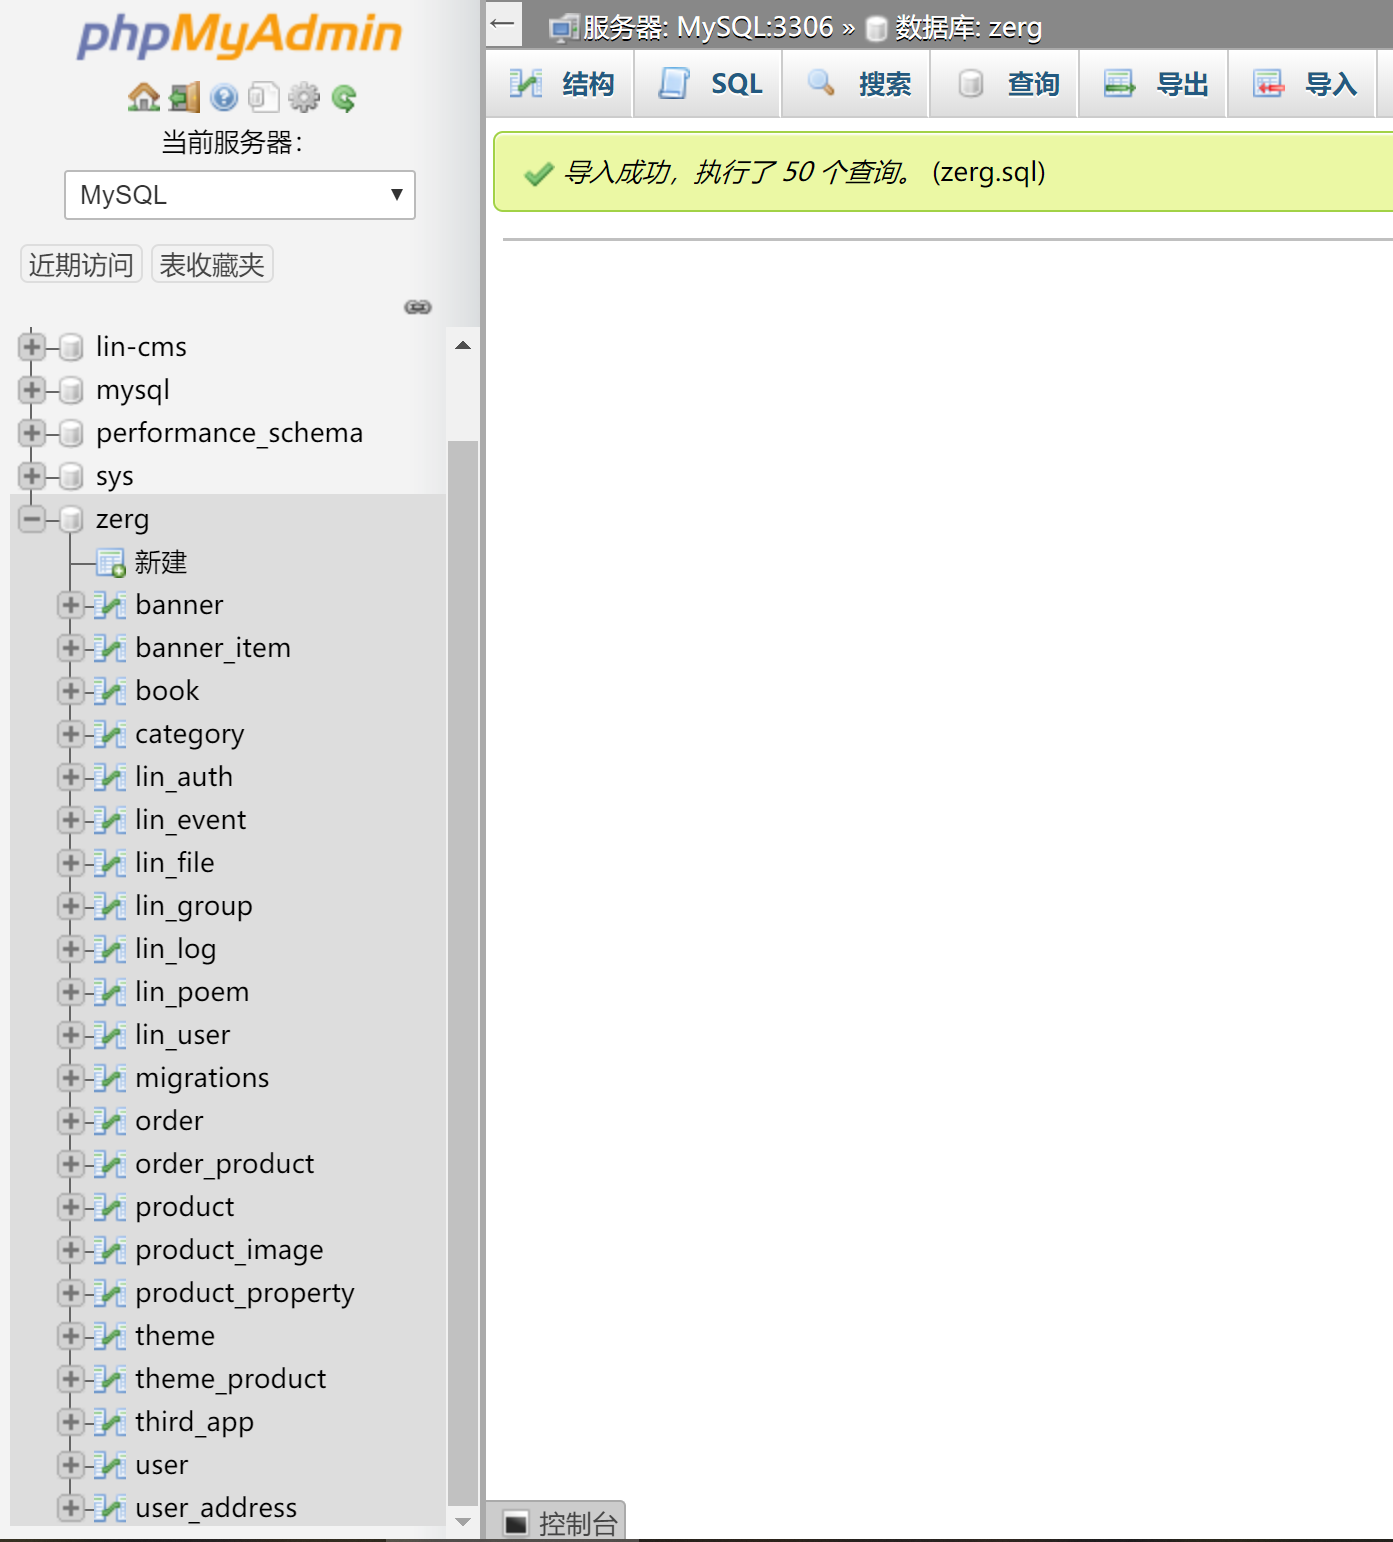 phpMyAdmin
当前服务器：
MySQL
近期访问 表收藏夹
lin-cms
mysql
performance_schema
sys
zerg
新建
banner
banner_item
book
category
lin_auth
lin_event
lin_file
lin_group
lin_log
lin_poem
lin_user
migrations
order
order_product
product
product_image
product_property
theme
theme_product
third_app
user
user_address
服务器: MySQL:3306 » 数据库: zerg
结构 SQL 搜索 查询 导出 导入
导入成功，执行了 50 个查询。 (zerg.sql)
控制台